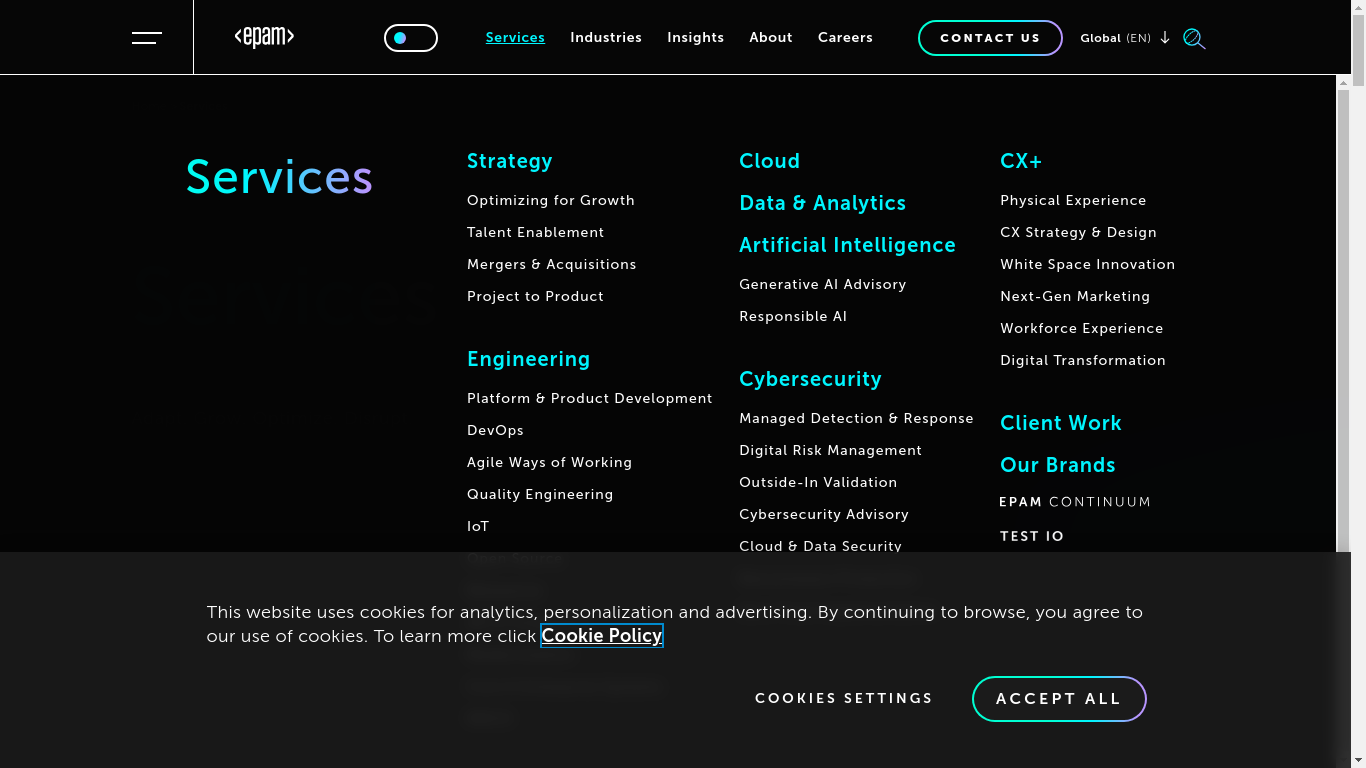 <epam>
Services
Industries
Insights
About
Careers
CONTACT US
Global (EN)
Services
Strategy
Optimizing for Growth
Talent Enablement
Mergers & Acquisitions
Project to Product
Engineering
Platform & Product Development
DevOps
Agile Ways of Working
Quality Engineering
IoT
Cloud
Data & Analytics
Artificial Intelligence
Generative AI Advisory
Responsible AI
Cybersecurity
Managed Detection & Response
Digital Risk Management
Outside-In Validation
Cybersecurity Advisory
Cloud & Data Security
CX+
Physical Experience
CX Strategy & Design
White Space Innovation
Next-Gen Marketing
Workforce Experience
Digital Transformation
Client Work
Our Brands
EPAM CONTINUUM
TEST IO
Services
This website uses cookies for analytics, personalization and advertising. By continuing to browse, you agree to
our use of cookies. To learn more click Cookie Policy
COOKIES SETTINGS
ACCEPT ALL